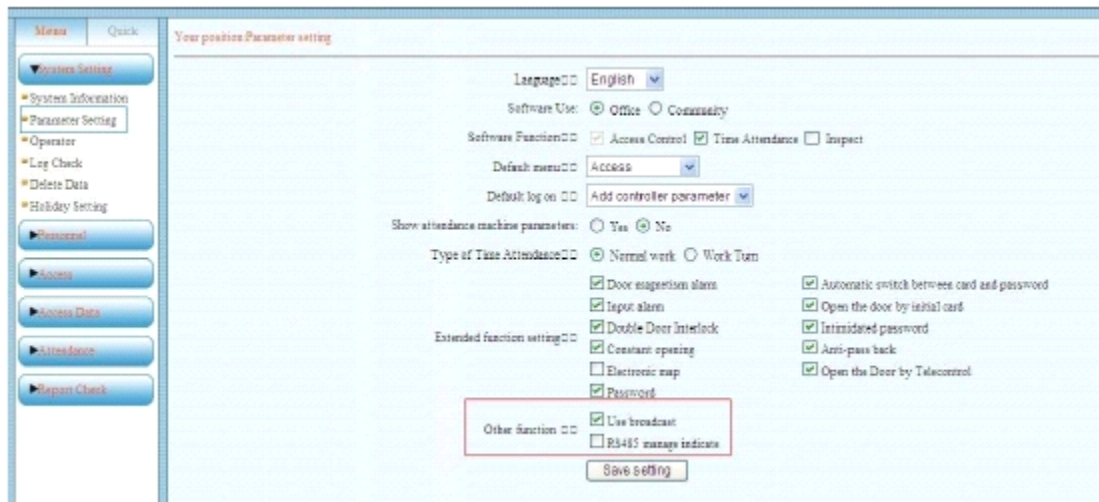 Menu Quick
Your position:Parameter setting
System Setting
System Information
Parameter Setting
Operator
Log Check
Delete Data
Holiday Setting
Personnel
Access
Access Data
Attendance
Report Check
Language□□ English
Software Use: Office Community
Software Function□□ Access Control Time Attendance Inspect
Default menu□□ Access
Default log on □□ Add controller parameter
Show attendance machine parameters: Yes No
Type of Time Attendance□□ Normal work Work Turn
Extended function setting□□
Door magnetism alarm Automatic switch between card and password
Input alarm Open the door by initial card
Double Door Interlock Intimidated password
Constant opening Anti-pass back
Electronic map Open the Door by Telecontrol
Password
Other function □□ Use broadcast
RS485 manage indicate
Save setting